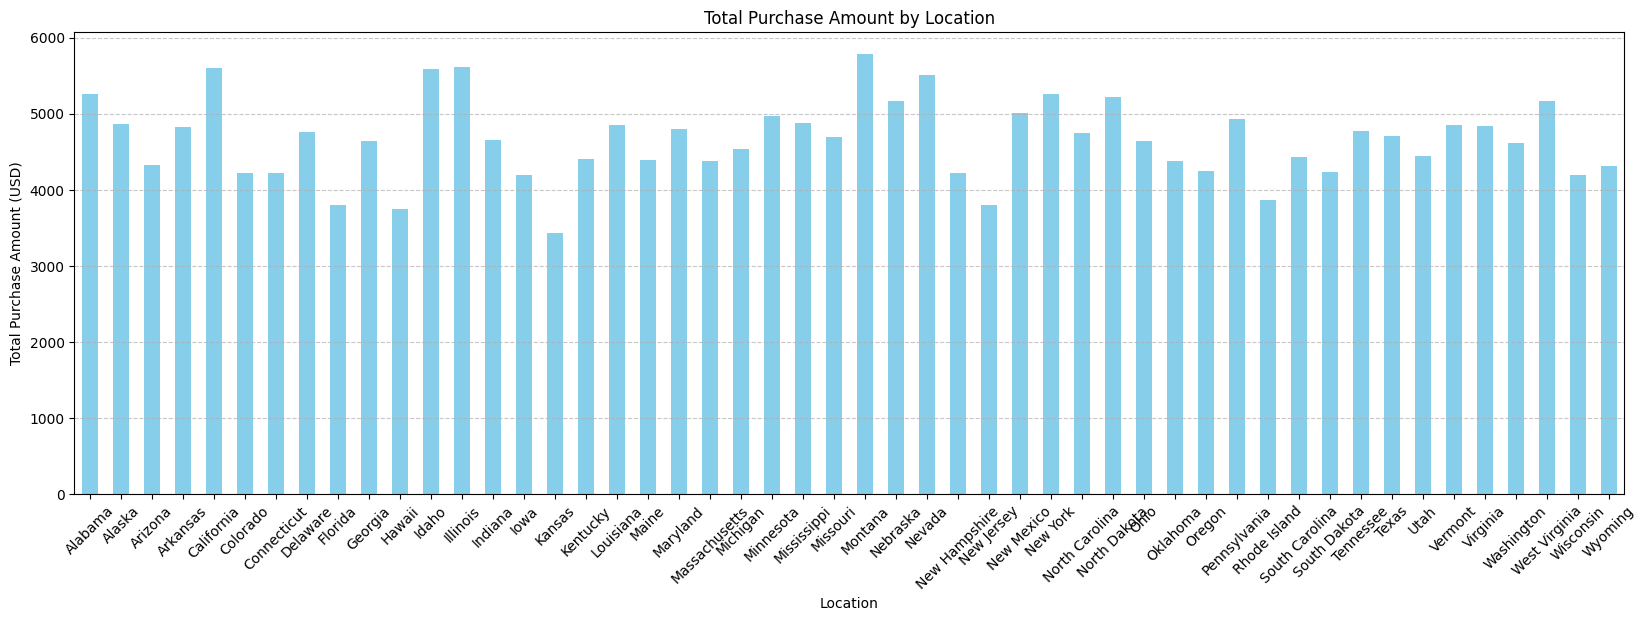 Total Purchase Amount by Location
Total Purchase Amount (USD)
6000
5000
4000
3000
2000
1000
0
Alabama
Alaska
Arizona
Arkansas
California
Colorado
Connecticut
Delaware
Florida
Georgia
Hawaii
Idaho
Illinois
Indiana
Iowa
Kansas
Kentucky
Louisiana
Maine
Maryland
Massachusetts
Michigan
Minnesota
Mississippi
Missouri
Montana
Nebraska
Nevada
New Hampshire
New Jersey
New Mexico
New York
North Carolina
North Dakota
Ohio
Oklahoma
Oregon
Pennsylvania
Rhode Island
South Carolina
South Dakota
Tennessee
Texas
Utah
Vermont
Virginia
Washington
West Virginia
Wisconsin
Wyoming
Location